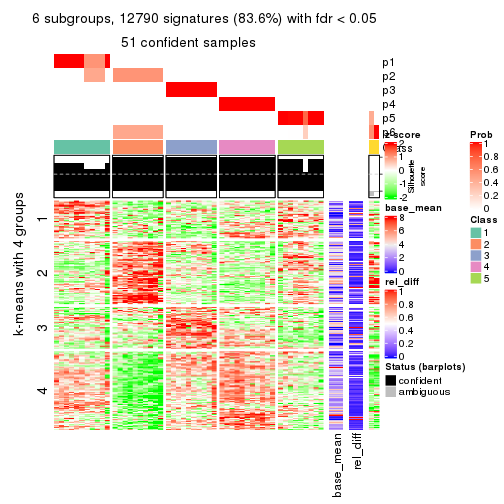 6 subgroups, 12790 signatures (83.6%) with fdr < 0.05
51 confident samples
p1
p2
p3
p4
p5
p6
Class
z-score
2
1
0
-1
-2
Silhouette
score
Prob
1
0.8
0.6
0.4
0.2
0
base_mean
8
6
4
2
0
Class
1
2
3
4
5
rel_diff
1
0.8
0.6
0.4
0.2
0
Status (barplots)
confident
ambiguous
k-means with 4 groups
1
2
3
4
base_mean
rel_diff